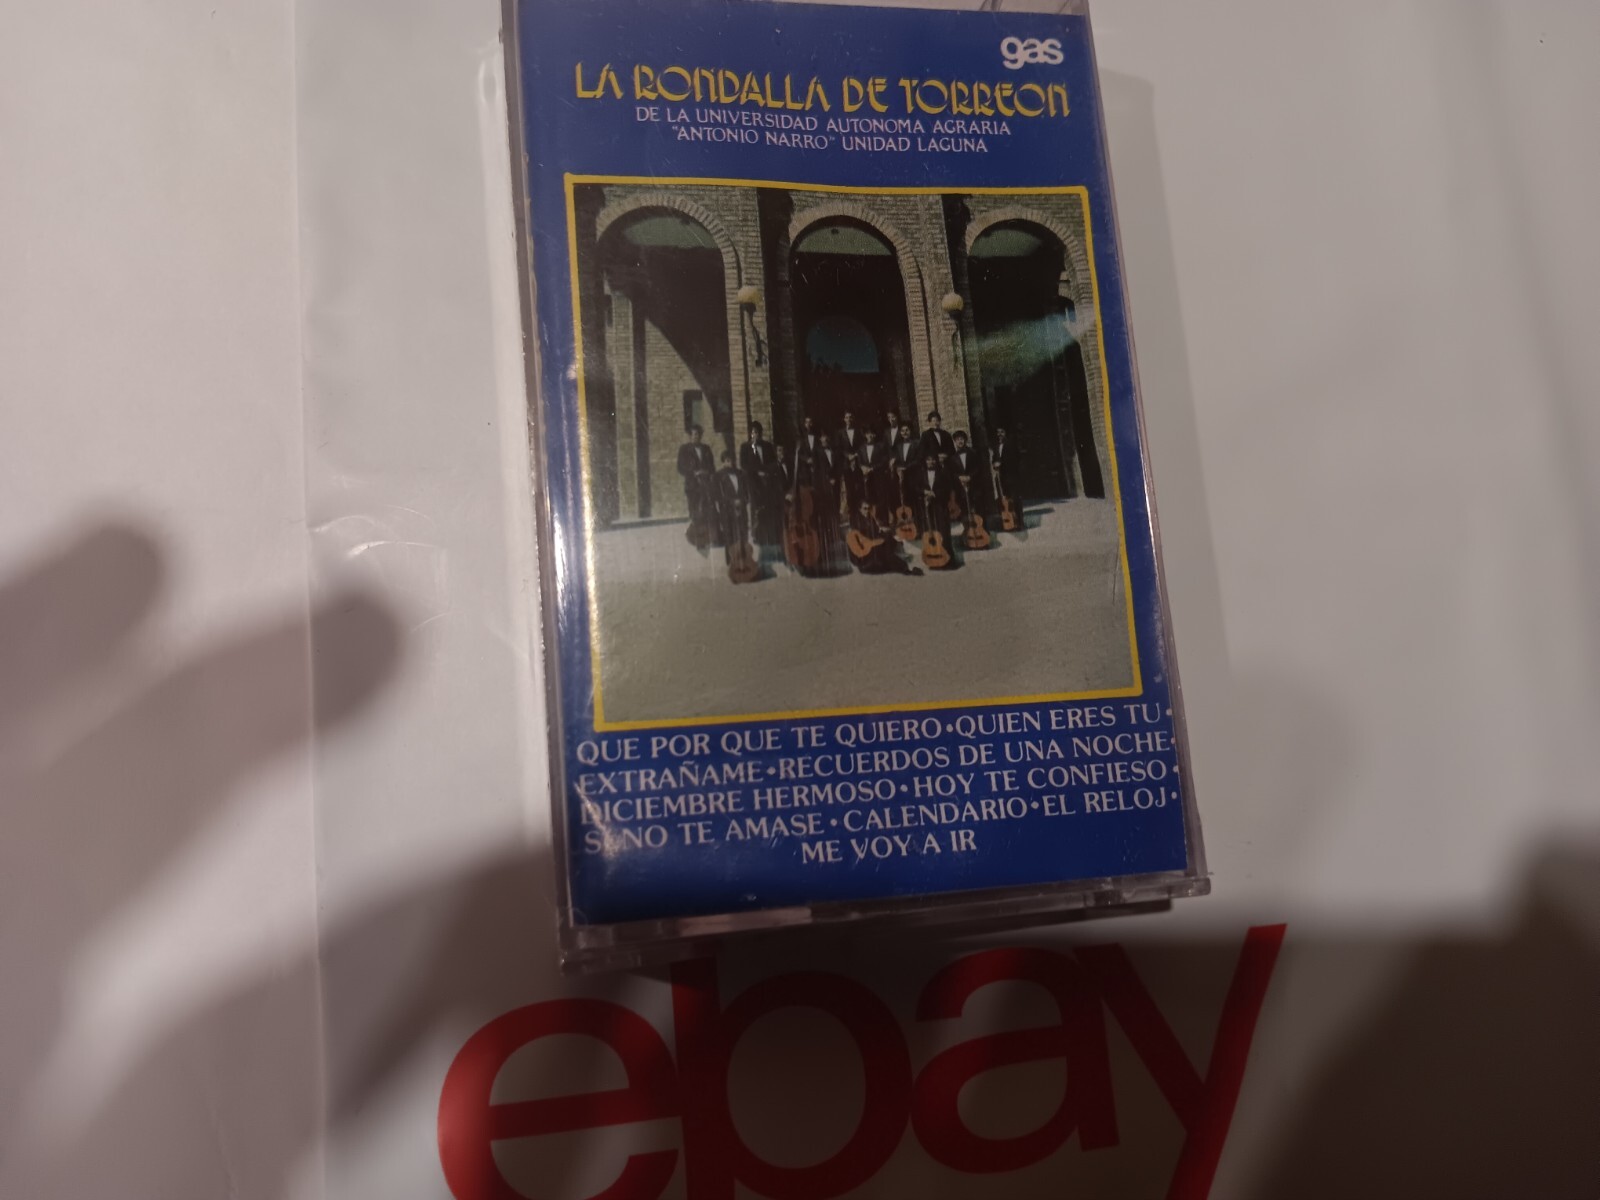 gas
LA RONDALLA DE TORREON
DE LA UNIVERSIDAD AUTONOMA AGRARIA
"ANTONIO NARRO" UNIDAD LAGUNA
QUE POR QUE TE QUIERO•QUIEN ERES TU•
EXTRAÑAME•RECUERDOS DE UNA NOCHE•
DICIEMBRE HERMOSO•HOY TE CONFIESO•
SI NO TE AMASE•CALENDARIO•EL RELOJ•
ME VOY A IR
ebay